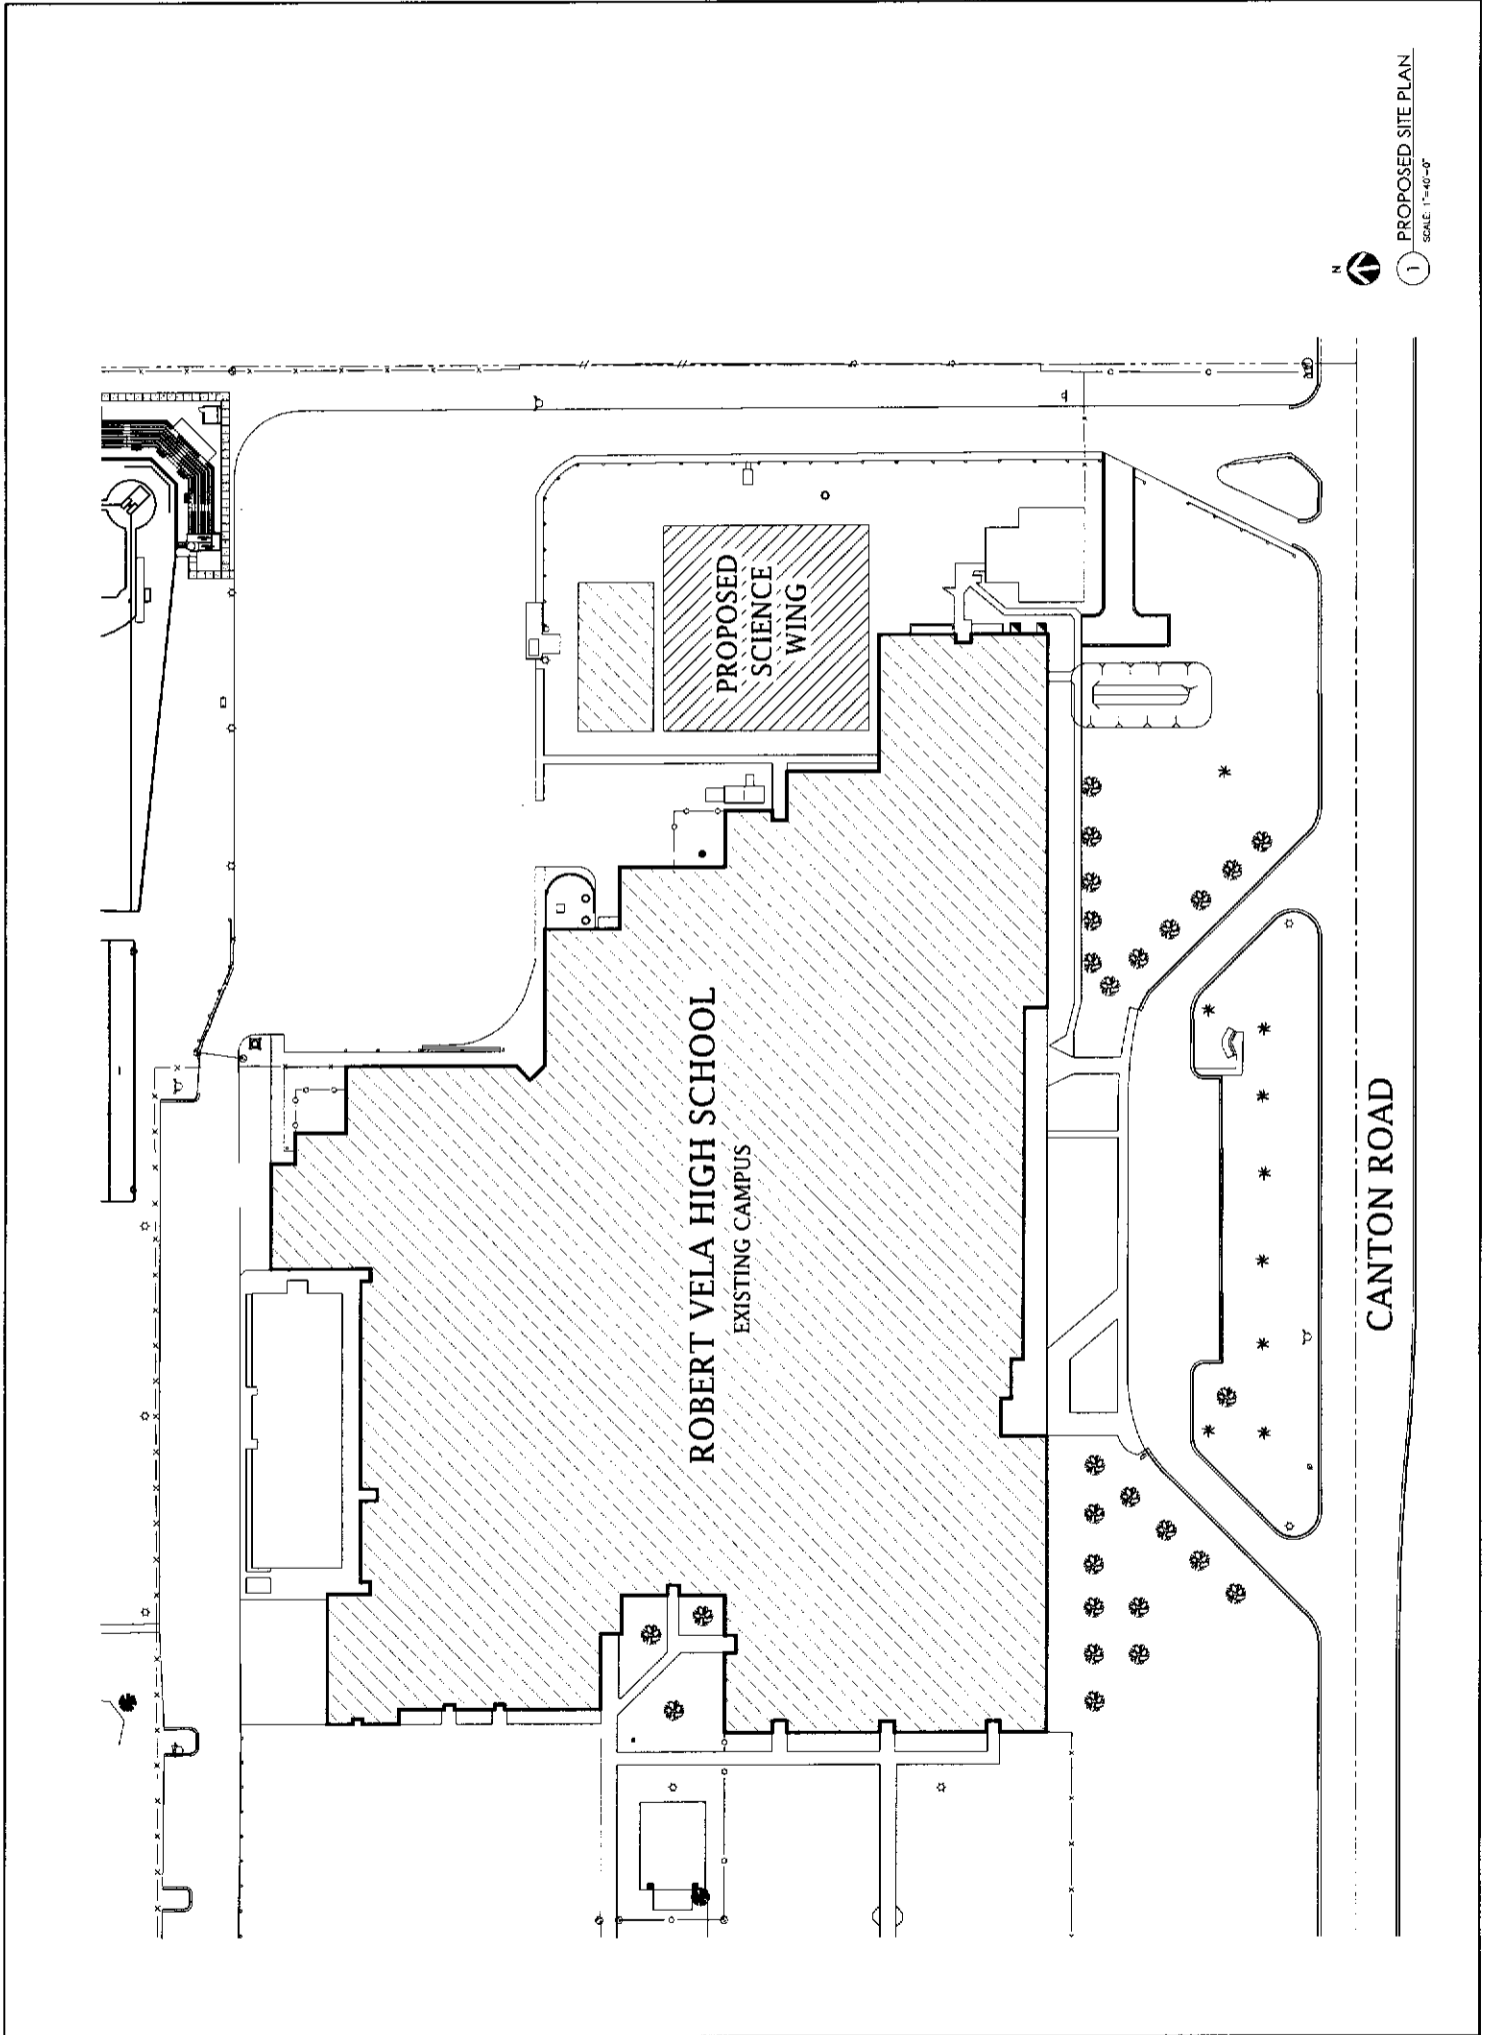 ROBERT VELA HIGH SCHOOL
EXISTING CAMPUS
PROPOSED
SCIENCE
WING
CANTON ROAD
N
1
PROPOSED SITE PLAN
SCALE: 1"=40'-0"